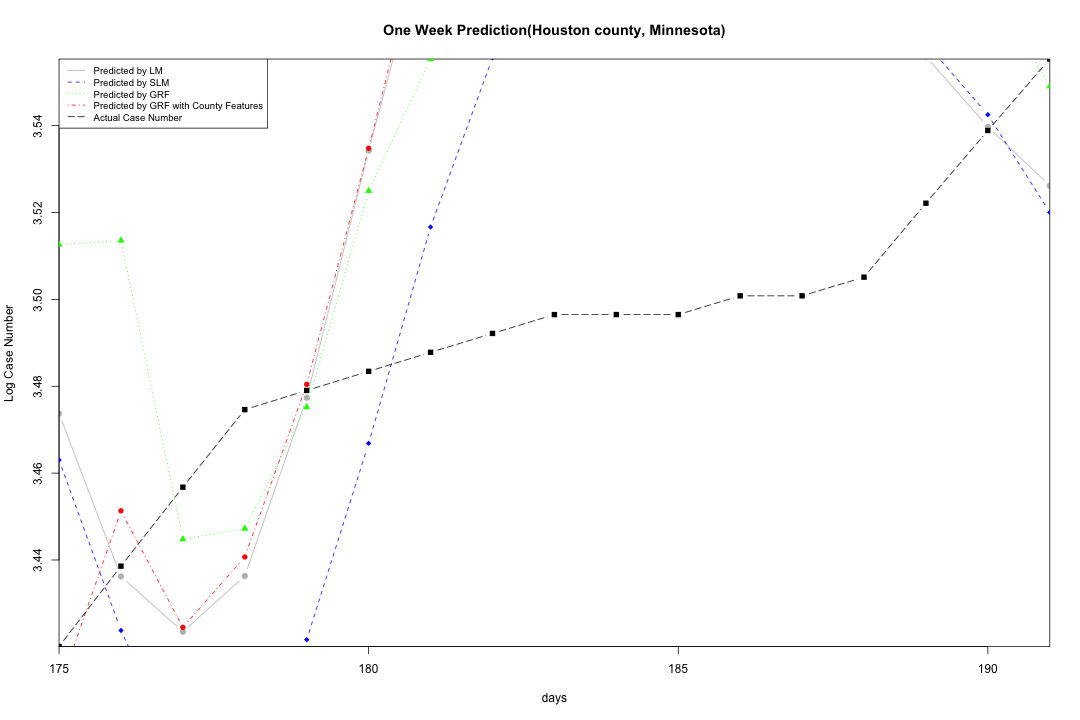 One Week Prediction(Houston county, Minnesota)
Predicted by LM
Predicted by SLM
Predicted by GRF
Predicted by GRF with County Features
Actual Case Number
3.54
3.52
3.50
3.48
3.46
3.44
Log Case Number
175
180
185
190
days